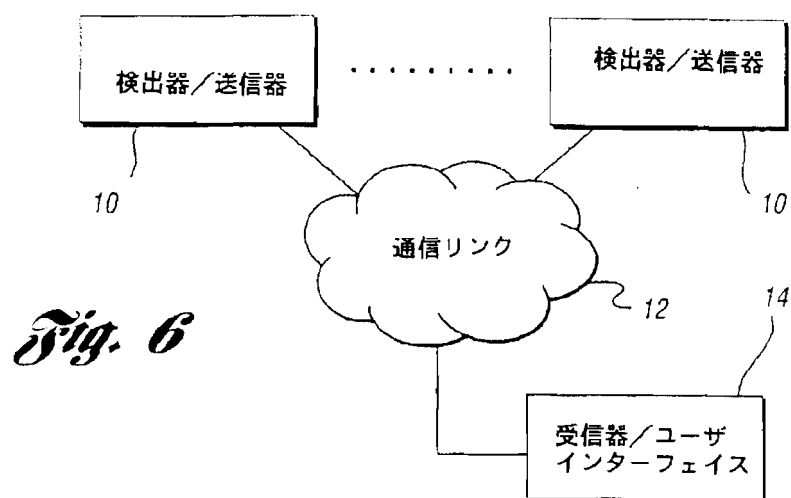 検出器／送信器
検出器／送信器
10
10
通信リンク
12
14
Fig. 6
受信器／ユーザ
インターフェイス